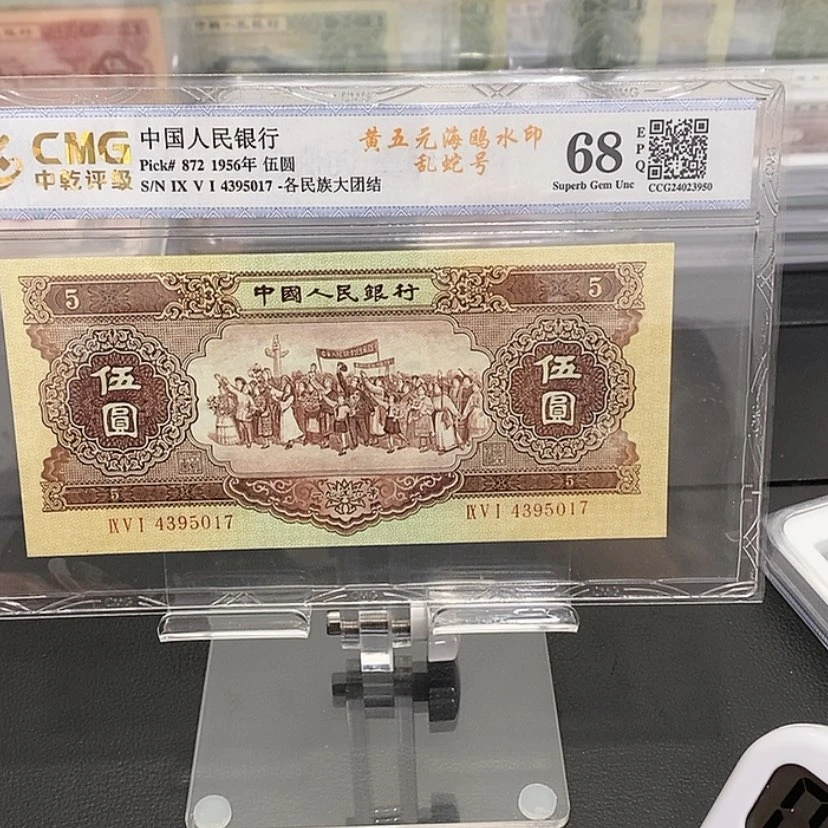 CMG
中乾评级
中国人民银行
Pick# 872 1956年 伍圆
S/N IX V I 4395017 -各民族大团结
黄五元海鸥水印
乱蛇号
68
EPQ
Superb Gem Unc
CCG24023950
5
中國人民銀行
5
伍圓
伍圓
5
5
IX V I 4395017
IX V I 4395017